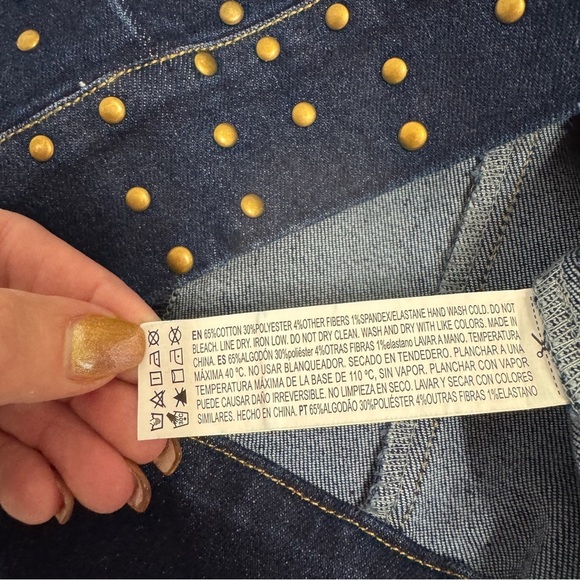 EN 65%COTTON 30%POLYESTER 4%OTHER FIBERS 1%SPANDEX/ELASTANE HAND WASH COLD. DO NOT
BLEACH. LINE DRY. IRON LOW. DO NOT DRY CLEAN. WASH AND DRY WITH LIKE COLORS. MADE IN
CHINA. ES 65%ALGODÓN 30%poliéster 4%OTRAS FIBRAS 1%elastano LAVAR A MANO. TEMPERATURA
MÁXIMA 40 ºC. NO USAR BLANQUEADOR. SECADO EN TENDEDERO. PLANCHAR A UNA
TEMPERATURA MÁXIMA DE LA BASE DE 110 ºC, SIN VAPOR. PLANCHAR CON VAPOR
PUEDE CAUSAR DAÑO IRREVERSIBLE. NO LIMPIEZA EN SECO. LAVAR Y SECAR CON COLORES
SIMILARES. HECHO EN CHINA. PT 65%ALGODÃO 30%POLIÉSTER 4%OUTRAS FIBRAS 1%ELASTANO